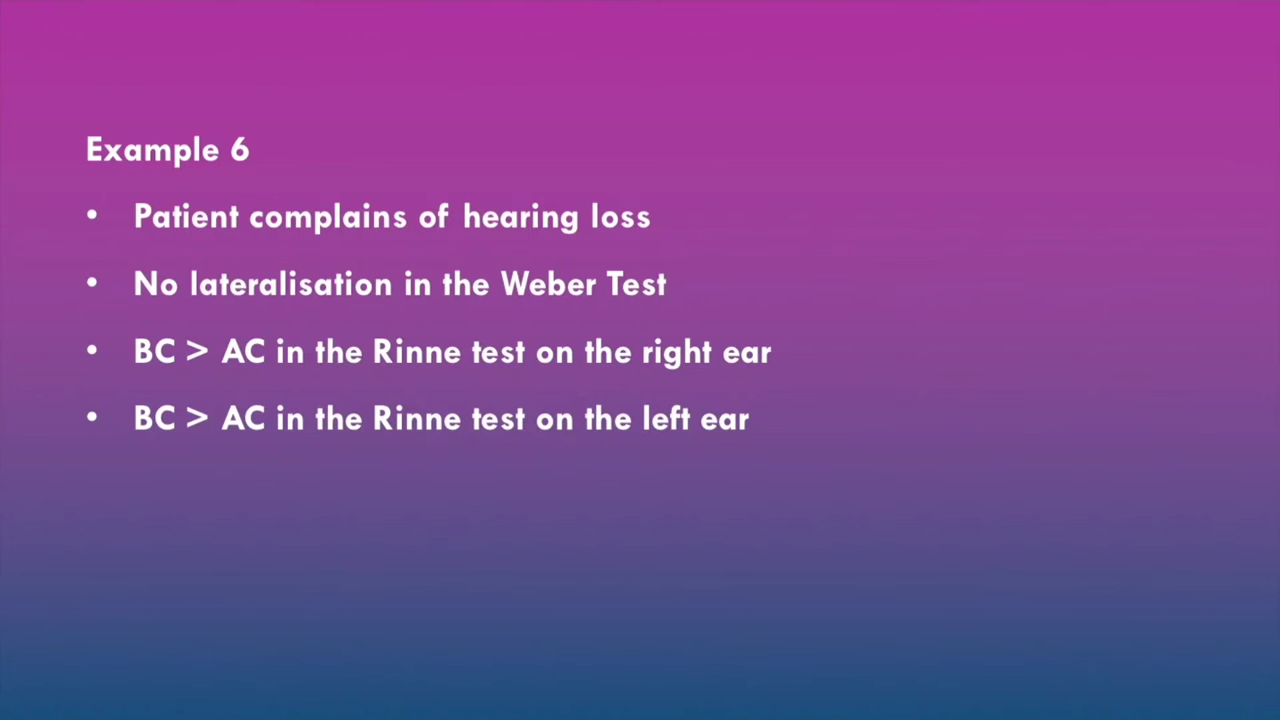 Example 6
• Patient complains of hearing loss
• No lateralisation in the Weber Test
• BC > AC in the Rinne test on the right ear
• BC > AC in the Rinne test on the left ear